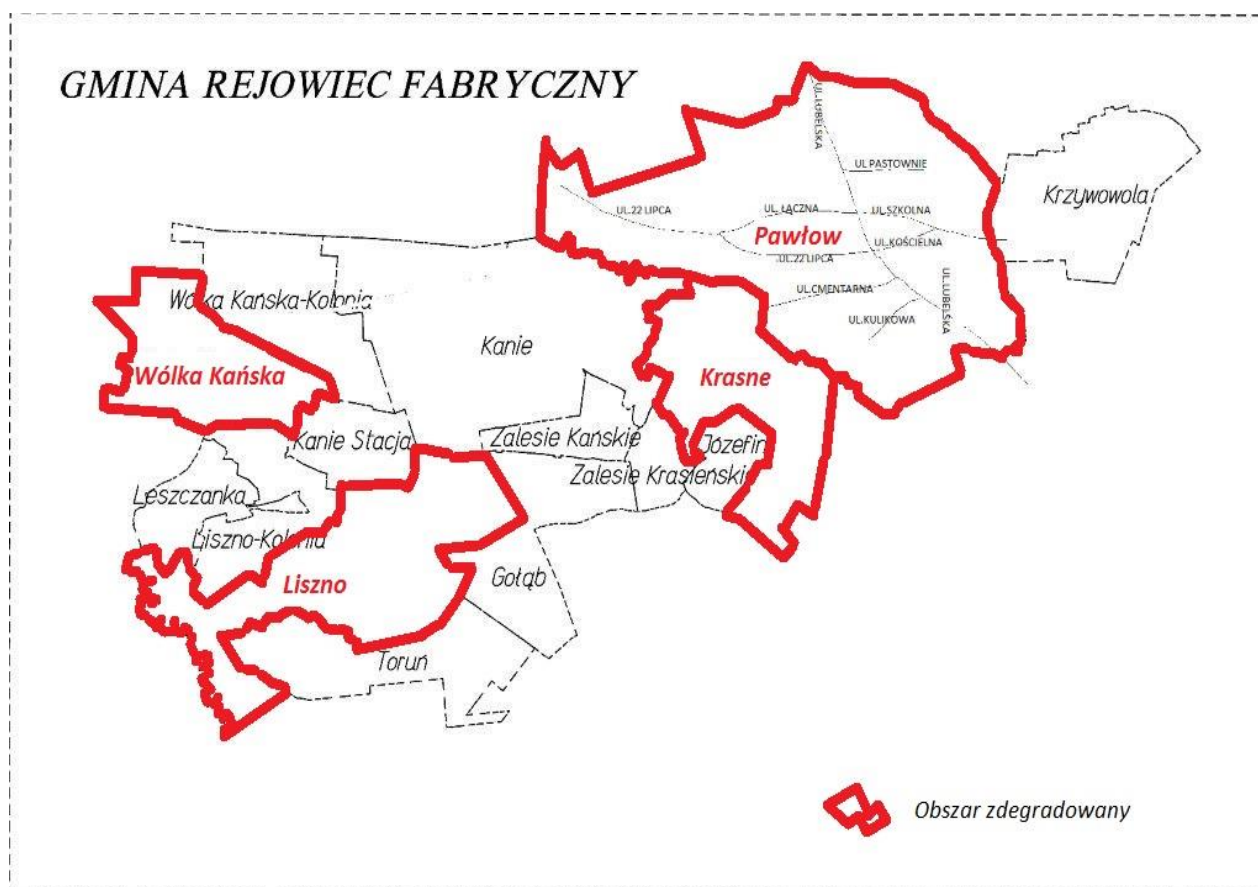 GMINA REJOWIEC FABRYCZNY
UL.LUBELSKA
UL PASTOWNIE
Krzywowola
UL.22 LIPCA
UL. ŁĄCZNA
UL.SZKOLNA
Pawłow
UL.KOŚCIELNA
UL.22 LIPCA
UL.CMENTARNA
UL.LUBELSKA
UL.KULIKOWA
Wólka Kańska-Kolonia
Kanie
Wólka Kańska
Krasne
Kanie Stacja
Zalesie Kańskie
Józefin
Zalesie Krasieńskie
Leszczanka
Liszno-Kolonia
Liszno
Gołąb
Toruń
Obszar zdegradowany